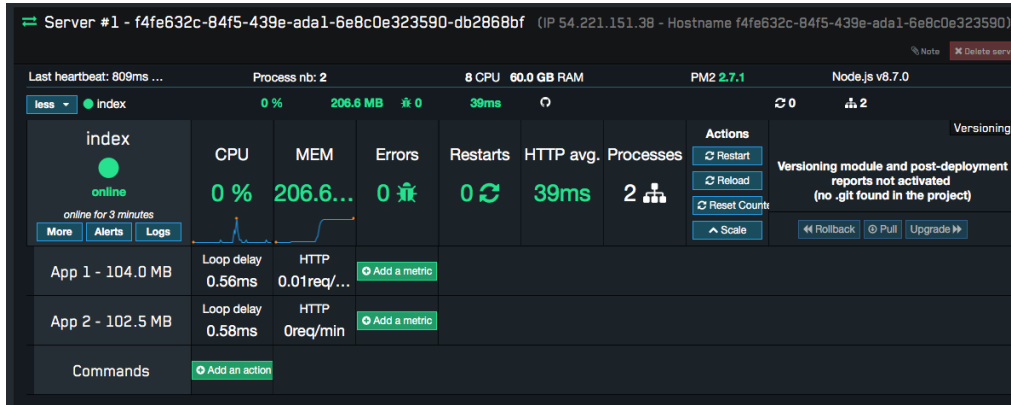 Server #1 - f4fe632c-84f5-439e-ada1-6e8c0e323590-db2868bf (IP 54.221.151.38 - Hostname f4fe632c-84f5-439e-ada1-6e8c0e323590)
Note Delete serv
Last heartbeat: 809ms ... Process nb: 2 8 CPU 60.0 GB RAM PM2 2.7.1 Node.js v8.7.0
less index 0 % 206.6 MB 0 39ms 0 2
Versioning
index CPU MEM Errors Restarts HTTP avg. Processes Actions
0 % 206.6... 0 0 39ms 2
online
online for 3 minutes
More Alerts Logs
Restart
Reload
Reset Counte
Scale
Versioning module and post-deployment
reports not activated
(no .git found in the project)
Rollback Pull Upgrade
App 1 - 104.0 MB Loop delay HTTP Add a metric
0.56ms 0.01req/...
App 2 - 102.5 MB Loop delay HTTP Add a metric
0.58ms 0req/min
Commands Add an action